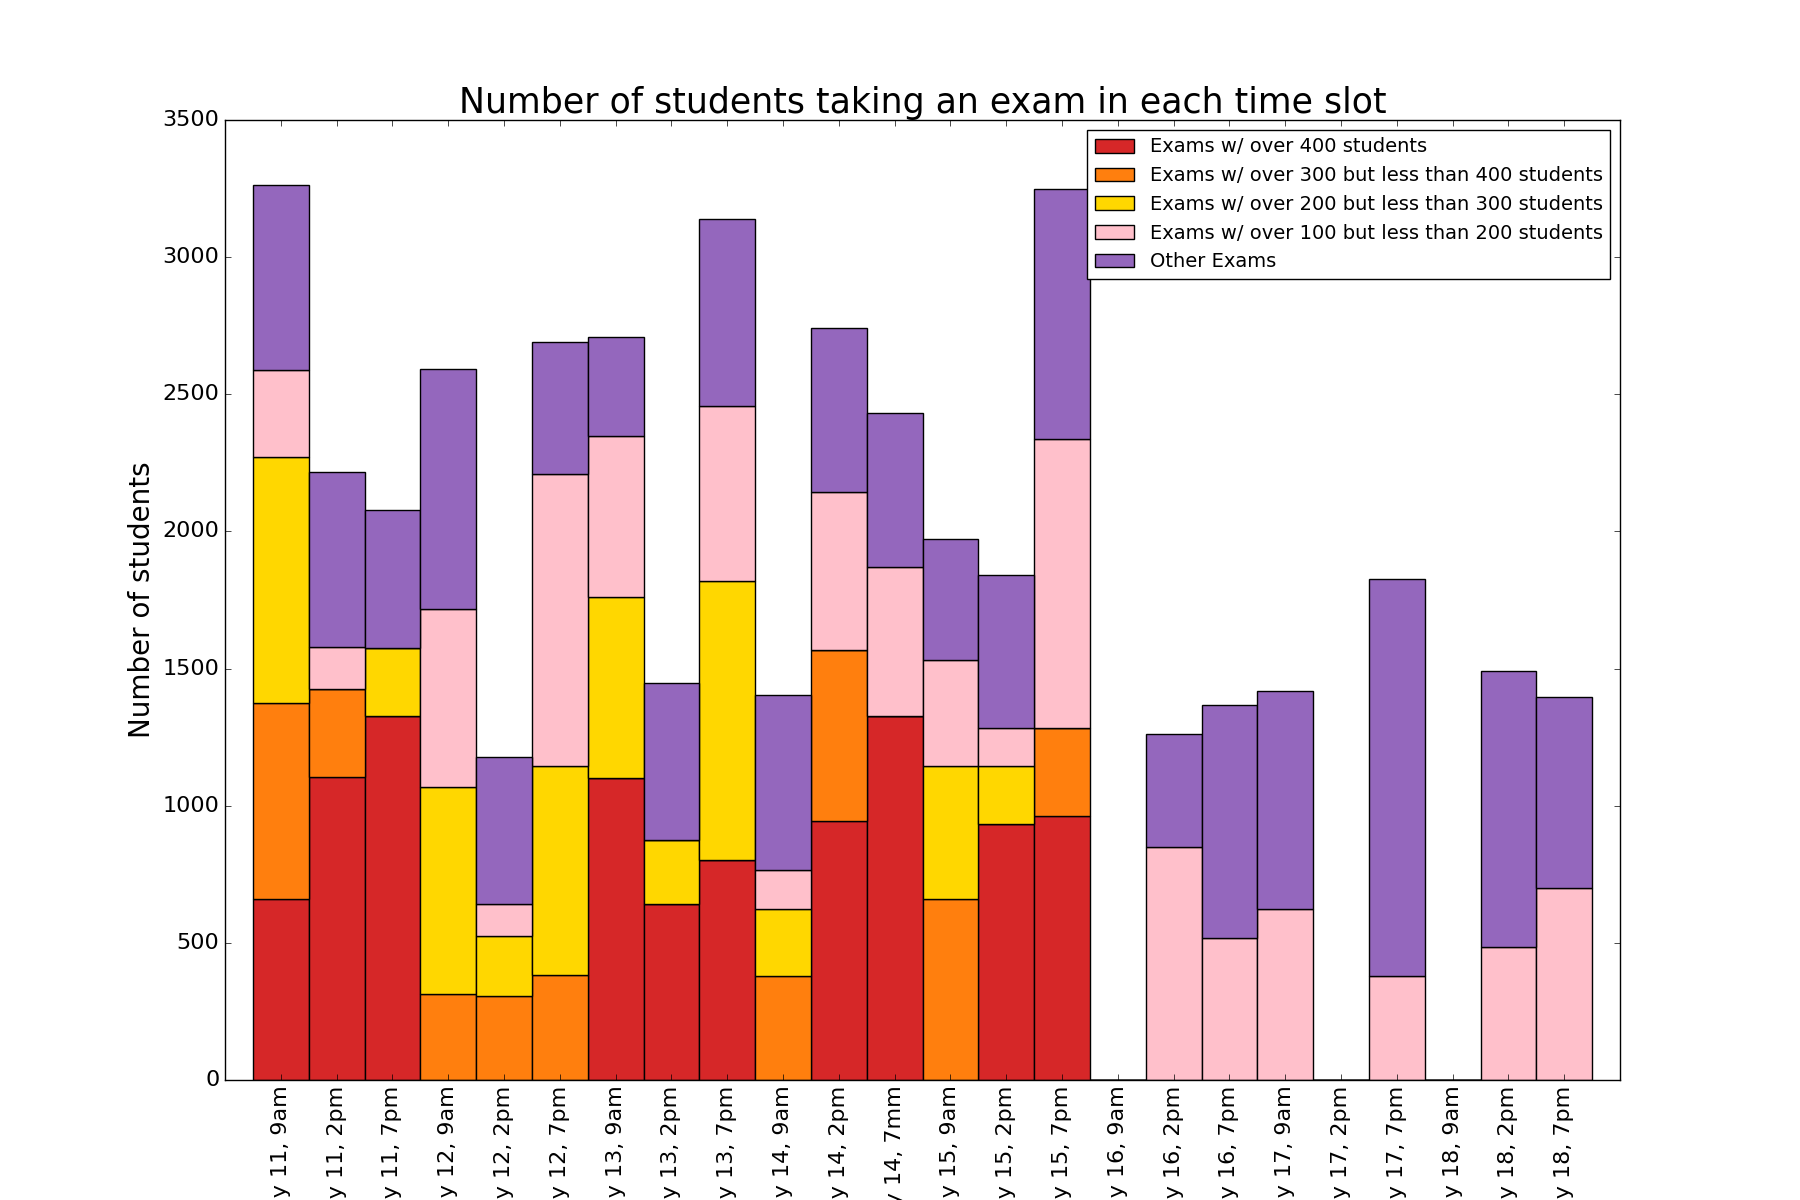 Number of students taking an exam in each time slot
3500
3000
2500
2000
1500
1000
500
0
Number of students
Exams w/ over 400 students
Exams w/ over 300 but less than 400 students
Exams w/ over 200 but less than 300 students
Exams w/ over 100 but less than 200 students
Other Exams
y 11, 9am
y 11, 2pm
y 11, 7pm
y 12, 9am
y 12, 2pm
y 12, 7pm
y 13, 9am
y 13, 2pm
y 13, 7pm
y 14, 9am
y 14, 2pm
y 14, 7mm
y 15, 9am
y 15, 2pm
y 15, 7pm
y 16, 9am
y 16, 2pm
y 16, 7pm
y 17, 9am
y 17, 2pm
y 17, 7pm
y 18, 9am
y 18, 2pm
y 18, 7pm